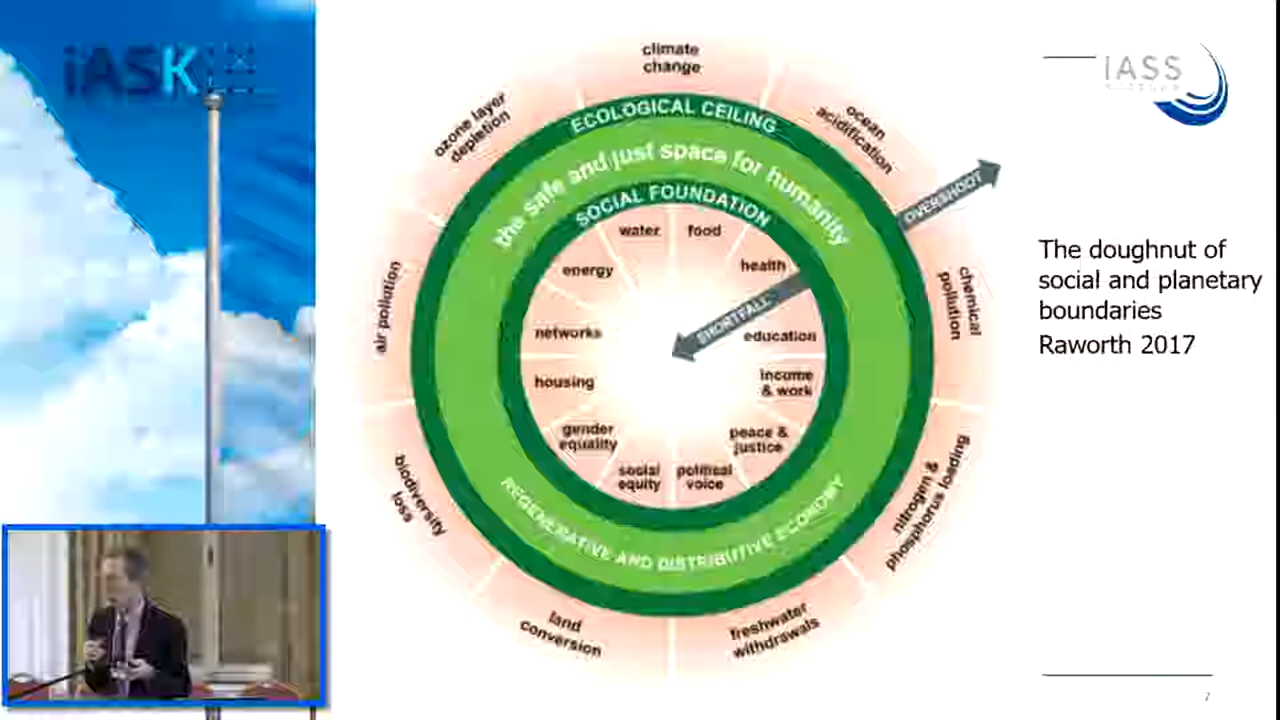 iASK
IASS
climate
change
ozone layer
depletion
ocean
acidification
ECOLOGICAL CEILING
the safe and just space for humanity
OVERSHOOT
SOCIAL FOUNDATION
water
food
energy
health
air pollution
chemical
pollution
SHORTFALL
networks
education
housing
income
& work
gender
equality
peace &
justice
social
equity
political
voice
biodiversity
loss
nitrogen &
phosphorus loading
REGENERATIVE AND DISTRIBUTIVE ECONOMY
land
conversion
freshwater
withdrawals
The doughnut of
social and planetary
boundaries
Raworth 2017
7